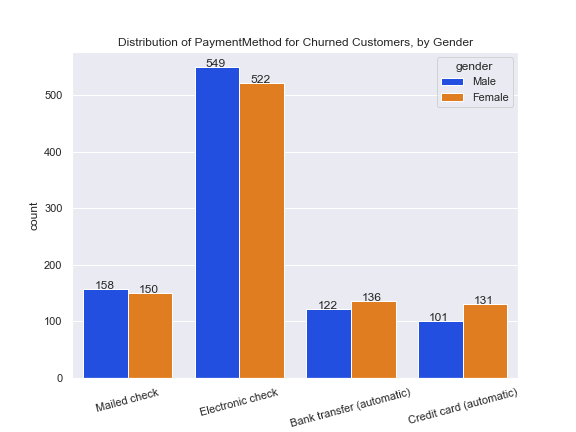 Distribution of PaymentMethod for Churned Customers, by Gender
gender
Male
Female
count
500
400
300
200
100
0
549
522
158
150
122
136
101
131
Mailed check
Electronic check
Bank transfer (automatic)
Credit card (automatic)